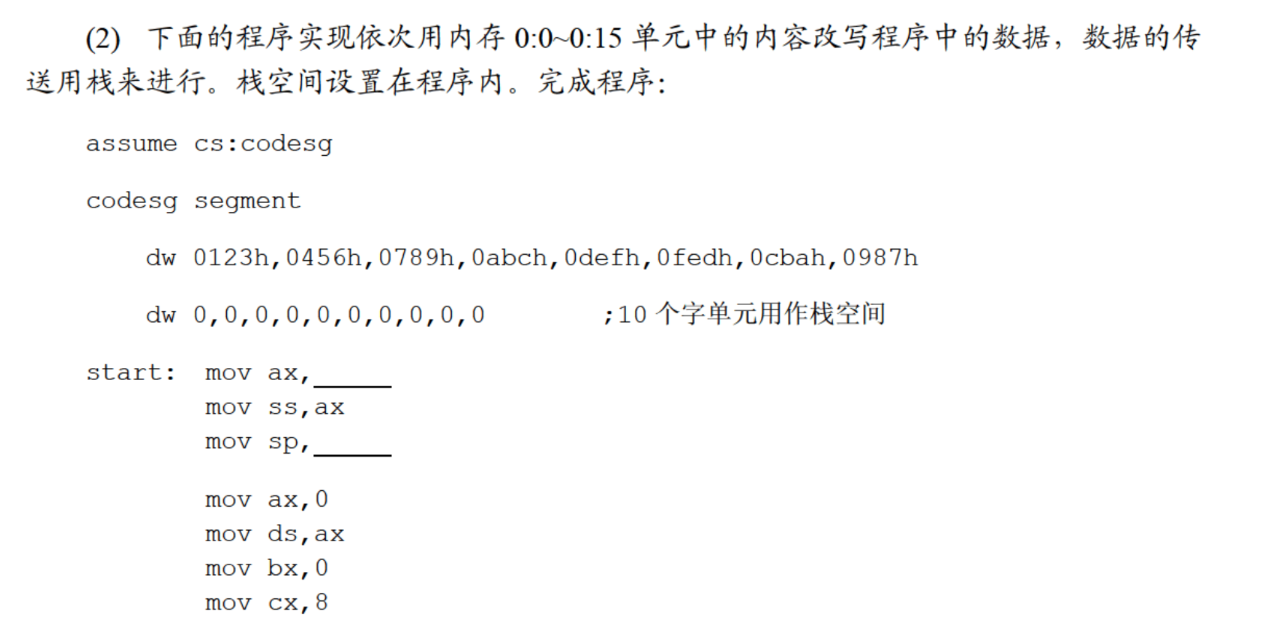 (2) 下面的程序实现依次用内存 0:0~0:15 单元中的内容改写程序中的数据，数据的传
送用栈来进行。栈空间设置在程序内。完成程序：
assume cs:codesg
codesg segment
dw 0123h,0456h,0789h,0abch,0defh,0fedh,0cbah,0987h
dw 0,0,0,0,0,0,0,0,0,0 ;10 个字单元用作栈空间
start: mov ax,_____
mov ss,ax
mov sp,_____
mov ax,0
mov ds,ax
mov bx,0
mov cx,8